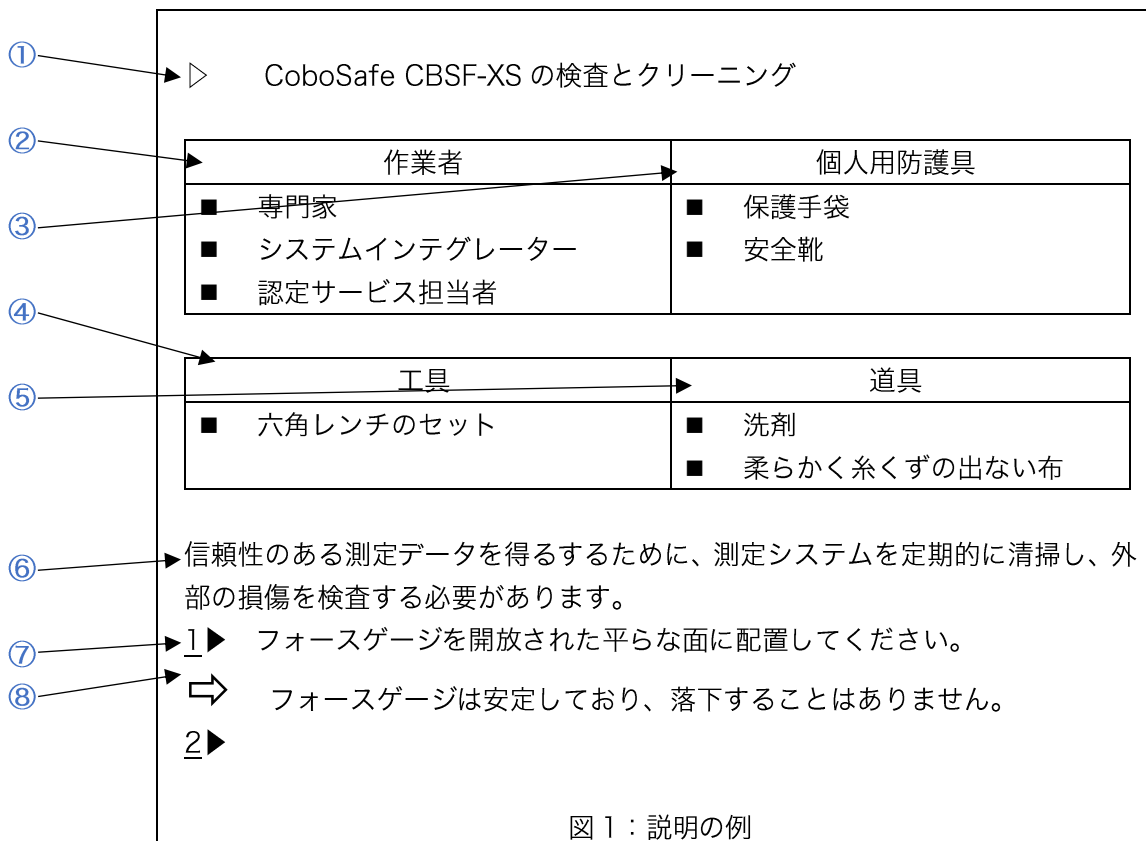 ① ▷ CoboSafe CBSF-XS の検査とクリーニング
② 作業者
■ 専門家
■ システムインテグレーター
■ 認定サービス担当者
③ 個人用防護具
■ 保護手袋
■ 安全靴
④ 工具
■ 六角レンチのセット
⑤ 道具
■ 洗剤
■ 柔らかく糸くずの出ない布
⑥ 信頼性のある測定データを得るするために、測定システムを定期的に清掃し、外
部の損傷を検査する必要があります。
⑦ 1▶ フォースゲージを開放された平らな面に配置してください。
⑧ ⇨ フォースゲージは安定しており、落下することはありません。
2▶
図 1：説明の例